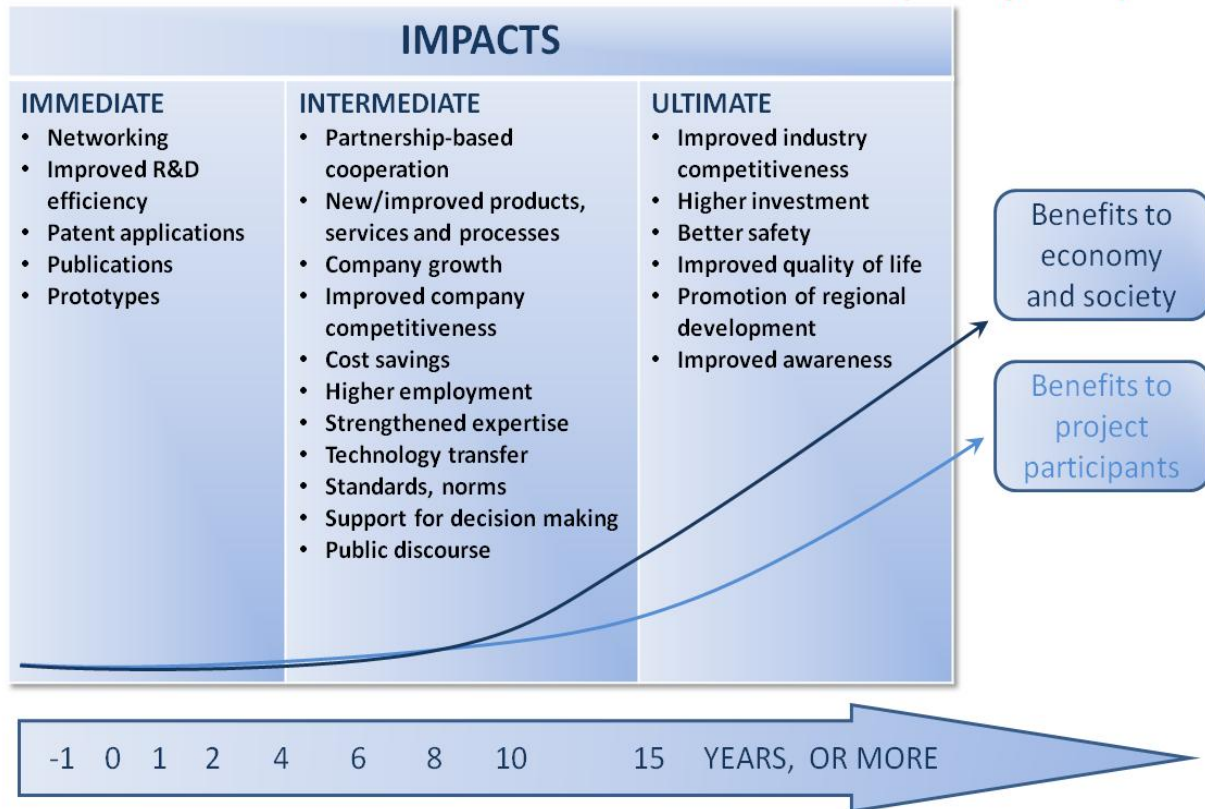 IMPACTS
IMMEDIATE
• Networking
• Improved R&D
efficiency
• Patent applications
• Publications
• Prototypes
INTERMEDIATE
• Partnership-based
cooperation
• New/improved products,
services and processes
• Company growth
• Improved company
competitiveness
• Cost savings
• Higher employment
• Strengthened expertise
• Technology transfer
• Standards, norms
• Support for decision making
• Public discourse
ULTIMATE
• Improved industry
competitiveness
• Higher investment
• Better safety
• Improved quality of life
• Promotion of regional
development
• Improved awareness
Benefits to
economy
and society
Benefits to
project
participants
-1 0 1 2 4 6 8 10 15 YEARS, OR MORE